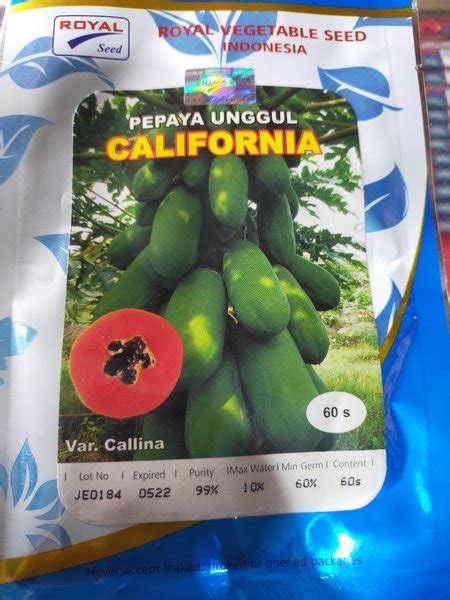 ROYAL
Seed
ROYAL VEGETABLE SEED
INDONESIA
PEPAYA UNGGUL
CALIFORNIA
60 s
Var. Callina
Lot No | Expired | Purity | Max Water | Min Germ | Content
JE0184 0522 99% 10% 60% 60s
Never accept leaked, broken or opened packages